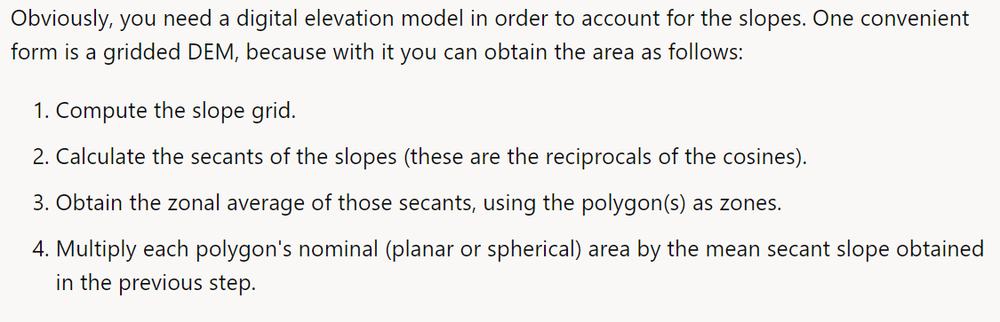 Obviously, you need a digital elevation model in order to account for the slopes. One convenient
form is a gridded DEM, because with it you can obtain the area as follows:
1. Compute the slope grid.
2. Calculate the secants of the slopes (these are the reciprocals of the cosines).
3. Obtain the zonal average of those secants, using the polygon(s) as zones.
4. Multiply each polygon's nominal (planar or spherical) area by the mean secant slope obtained
in the previous step.